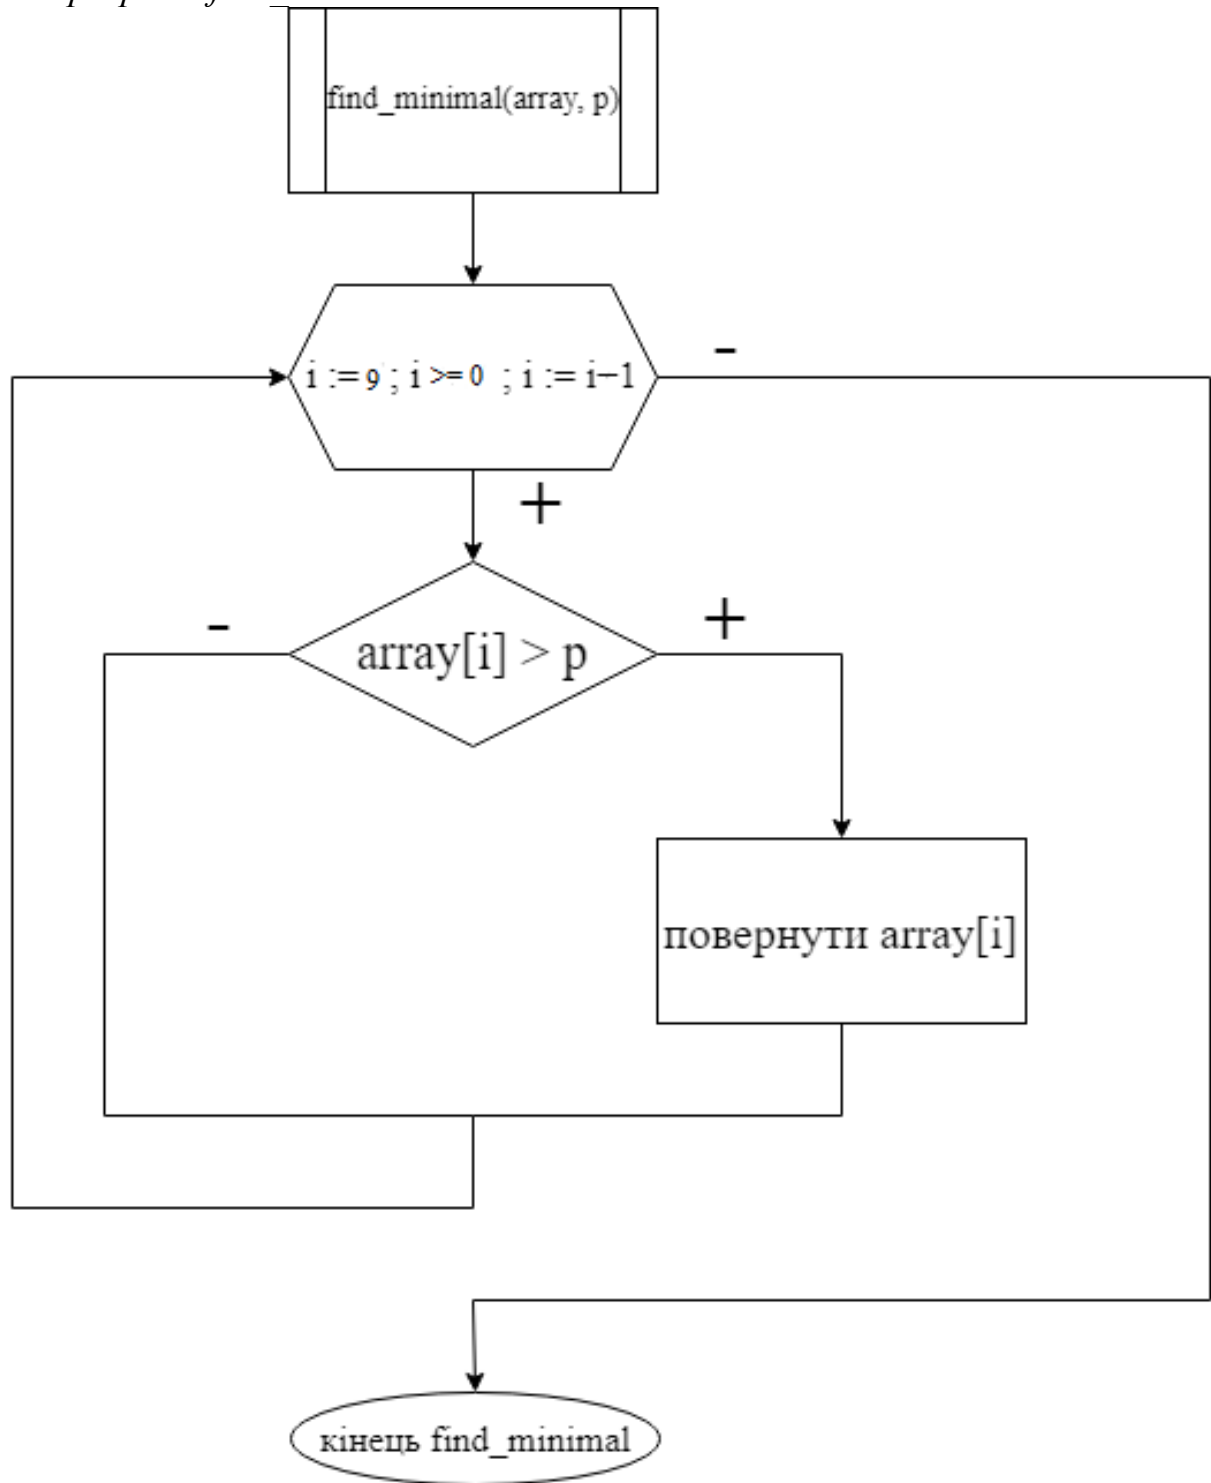 find_minimal(array, p)
-
i := 9 ; i >= 0 ; i := i−1
+
-
+
array[i] > p
повернути array[i]
кінець find_minimal